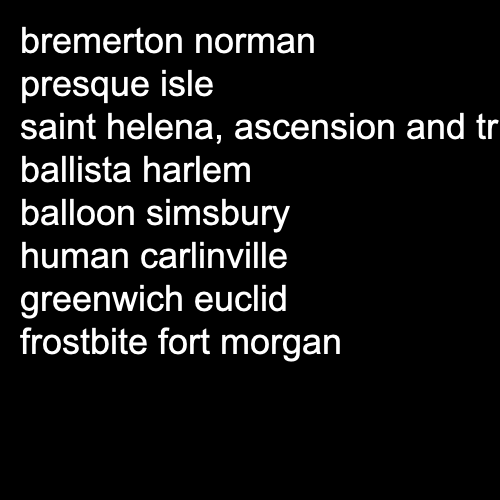 bremerton norman
presque isle
saint helena, ascension and tr
ballista harlem
balloon simsbury
human carlinville
greenwich euclid
frostbite fort morgan